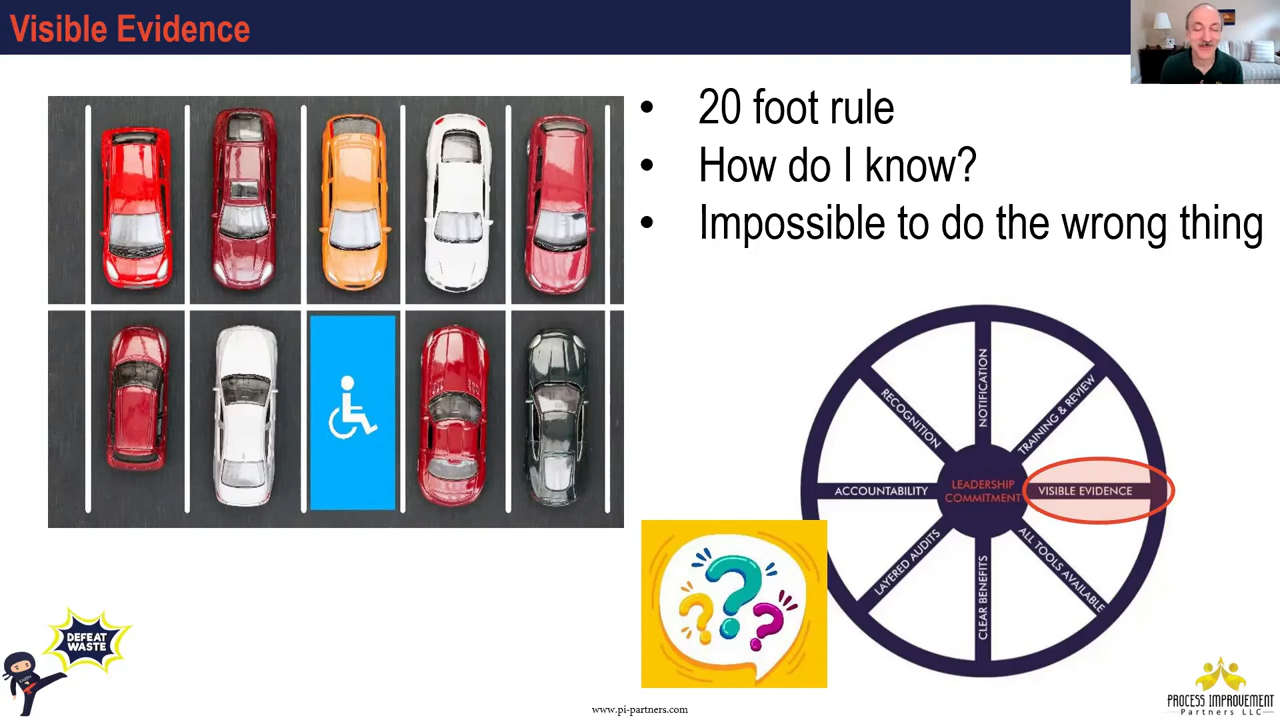 Visible Evidence
• 20 foot rule
• How do I know?
• Impossible to do the wrong thing
NOTIFICATION
TRAINING & REVIEW
VISIBLE EVIDENCE
ALL TOOLS AVAILABLE
CLEAR BENEFITS
LAYERED AUDITS
ACCOUNTABILITY
RECOGNITION
LEADERSHIP
COMMITMENT
???
DEFEAT
WASTE
www.pi-partners.com
PROCESS IMPROVEMENT
Partners LLC